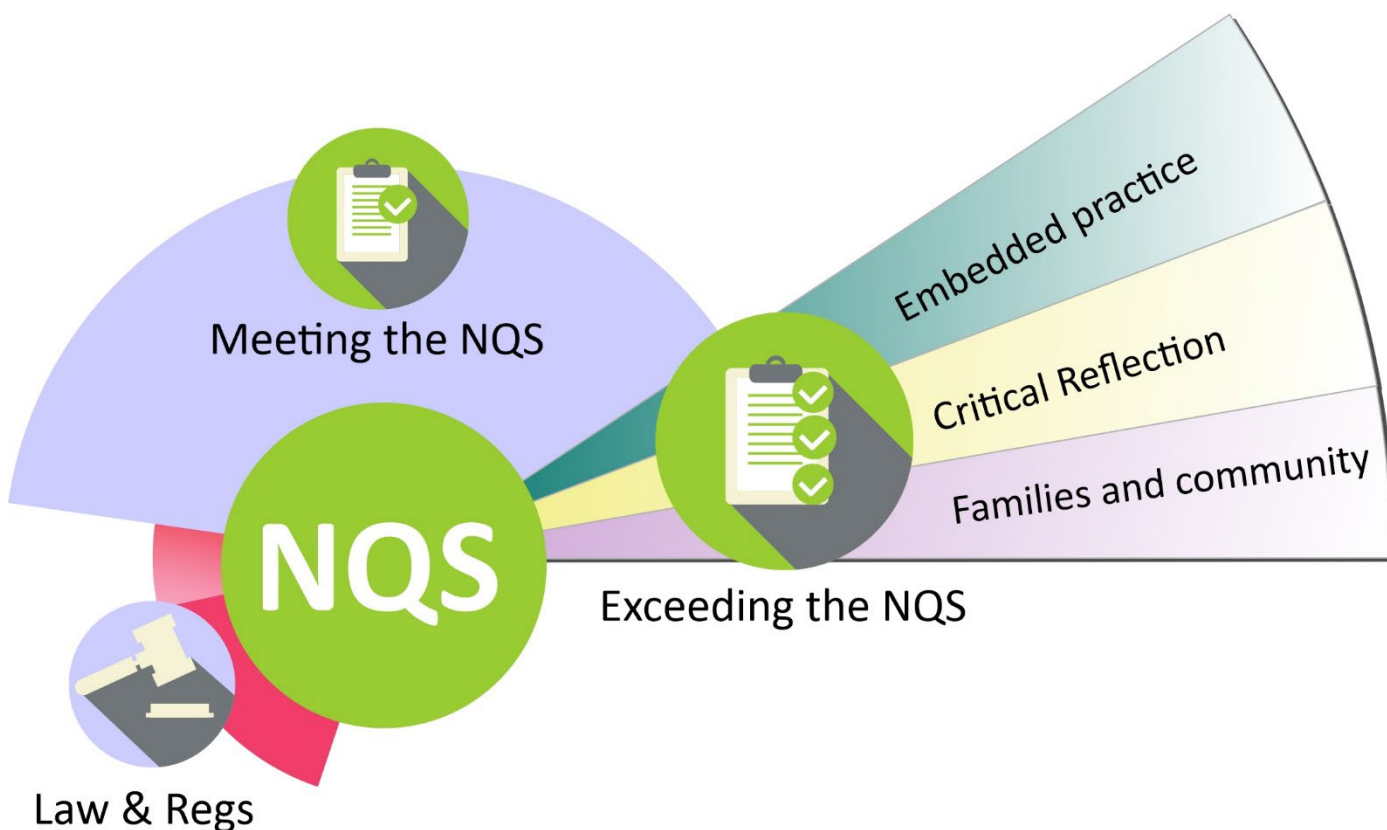 Meeting the NQS
Embedded practice
Critical Reflection
Families and community
NQS
Exceeding the NQS
Law & Regs